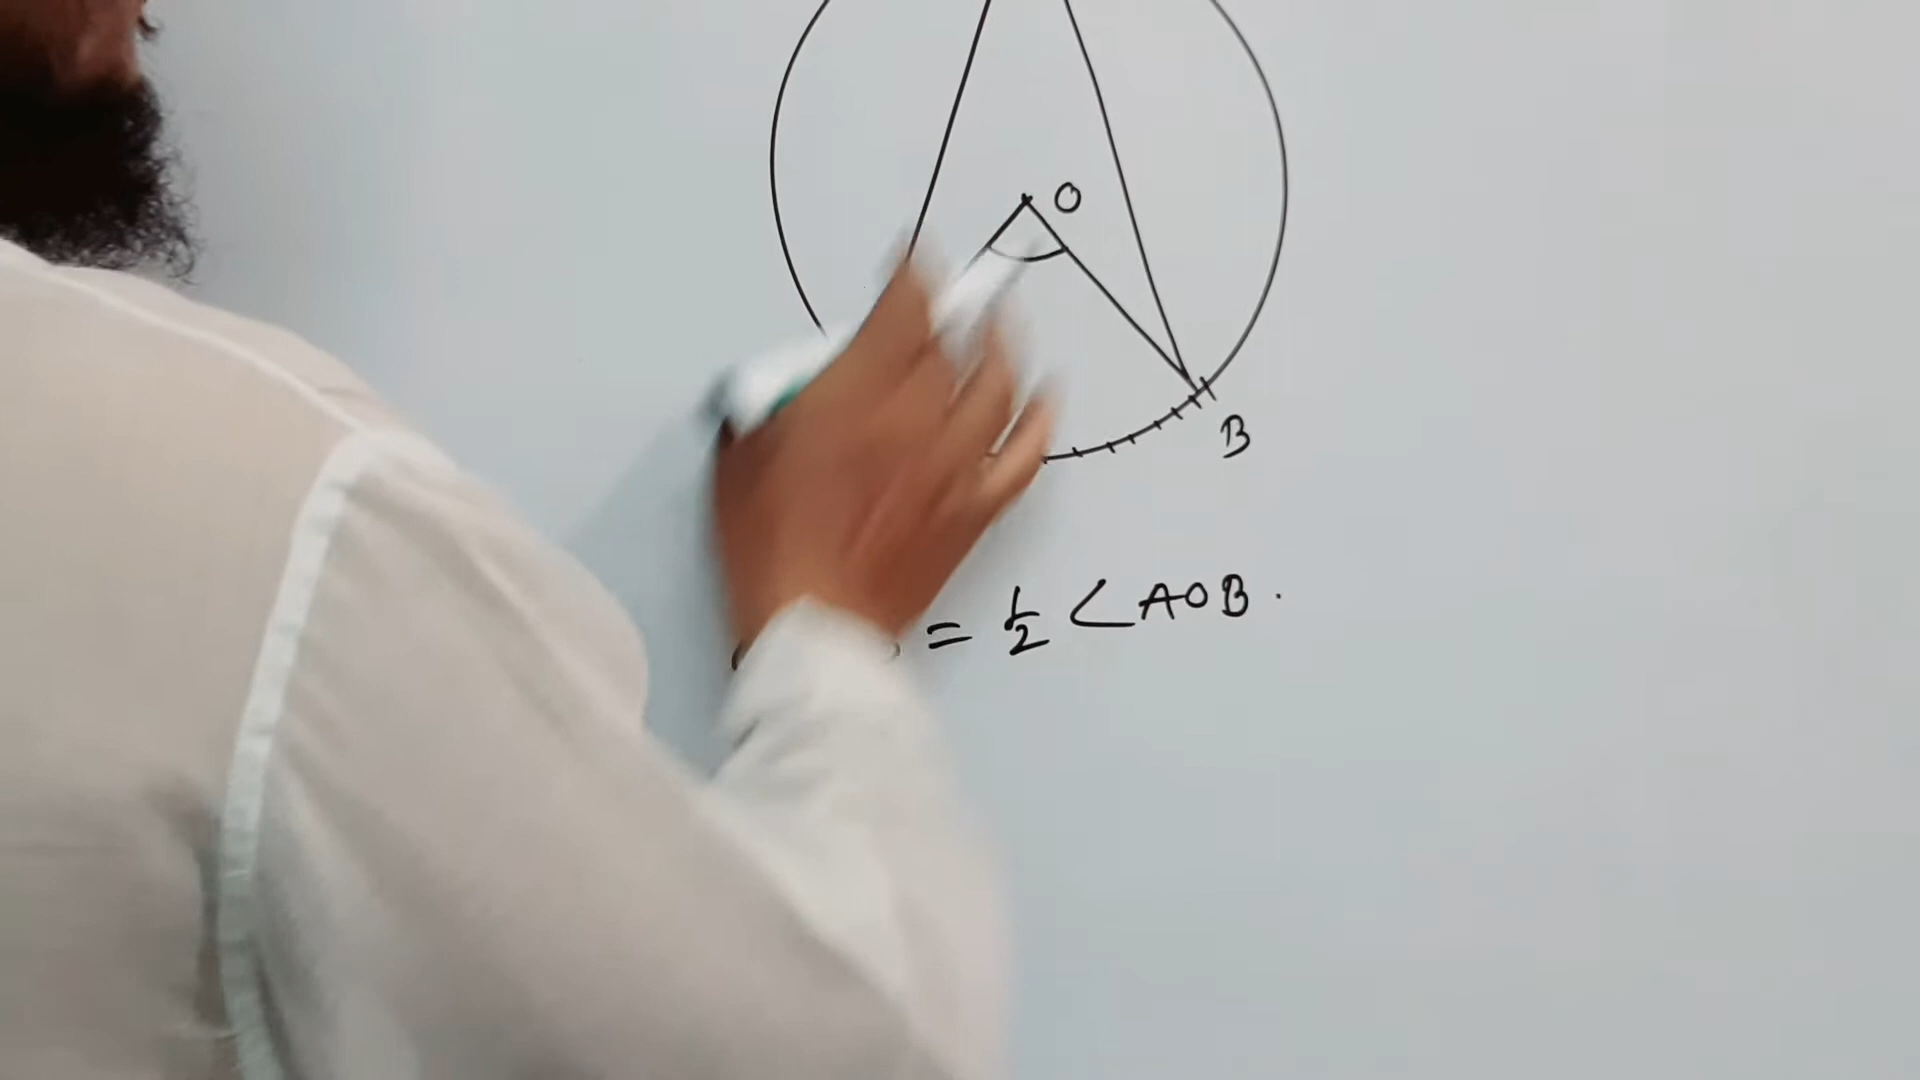 O
B
= 1/2 ∠AOB.